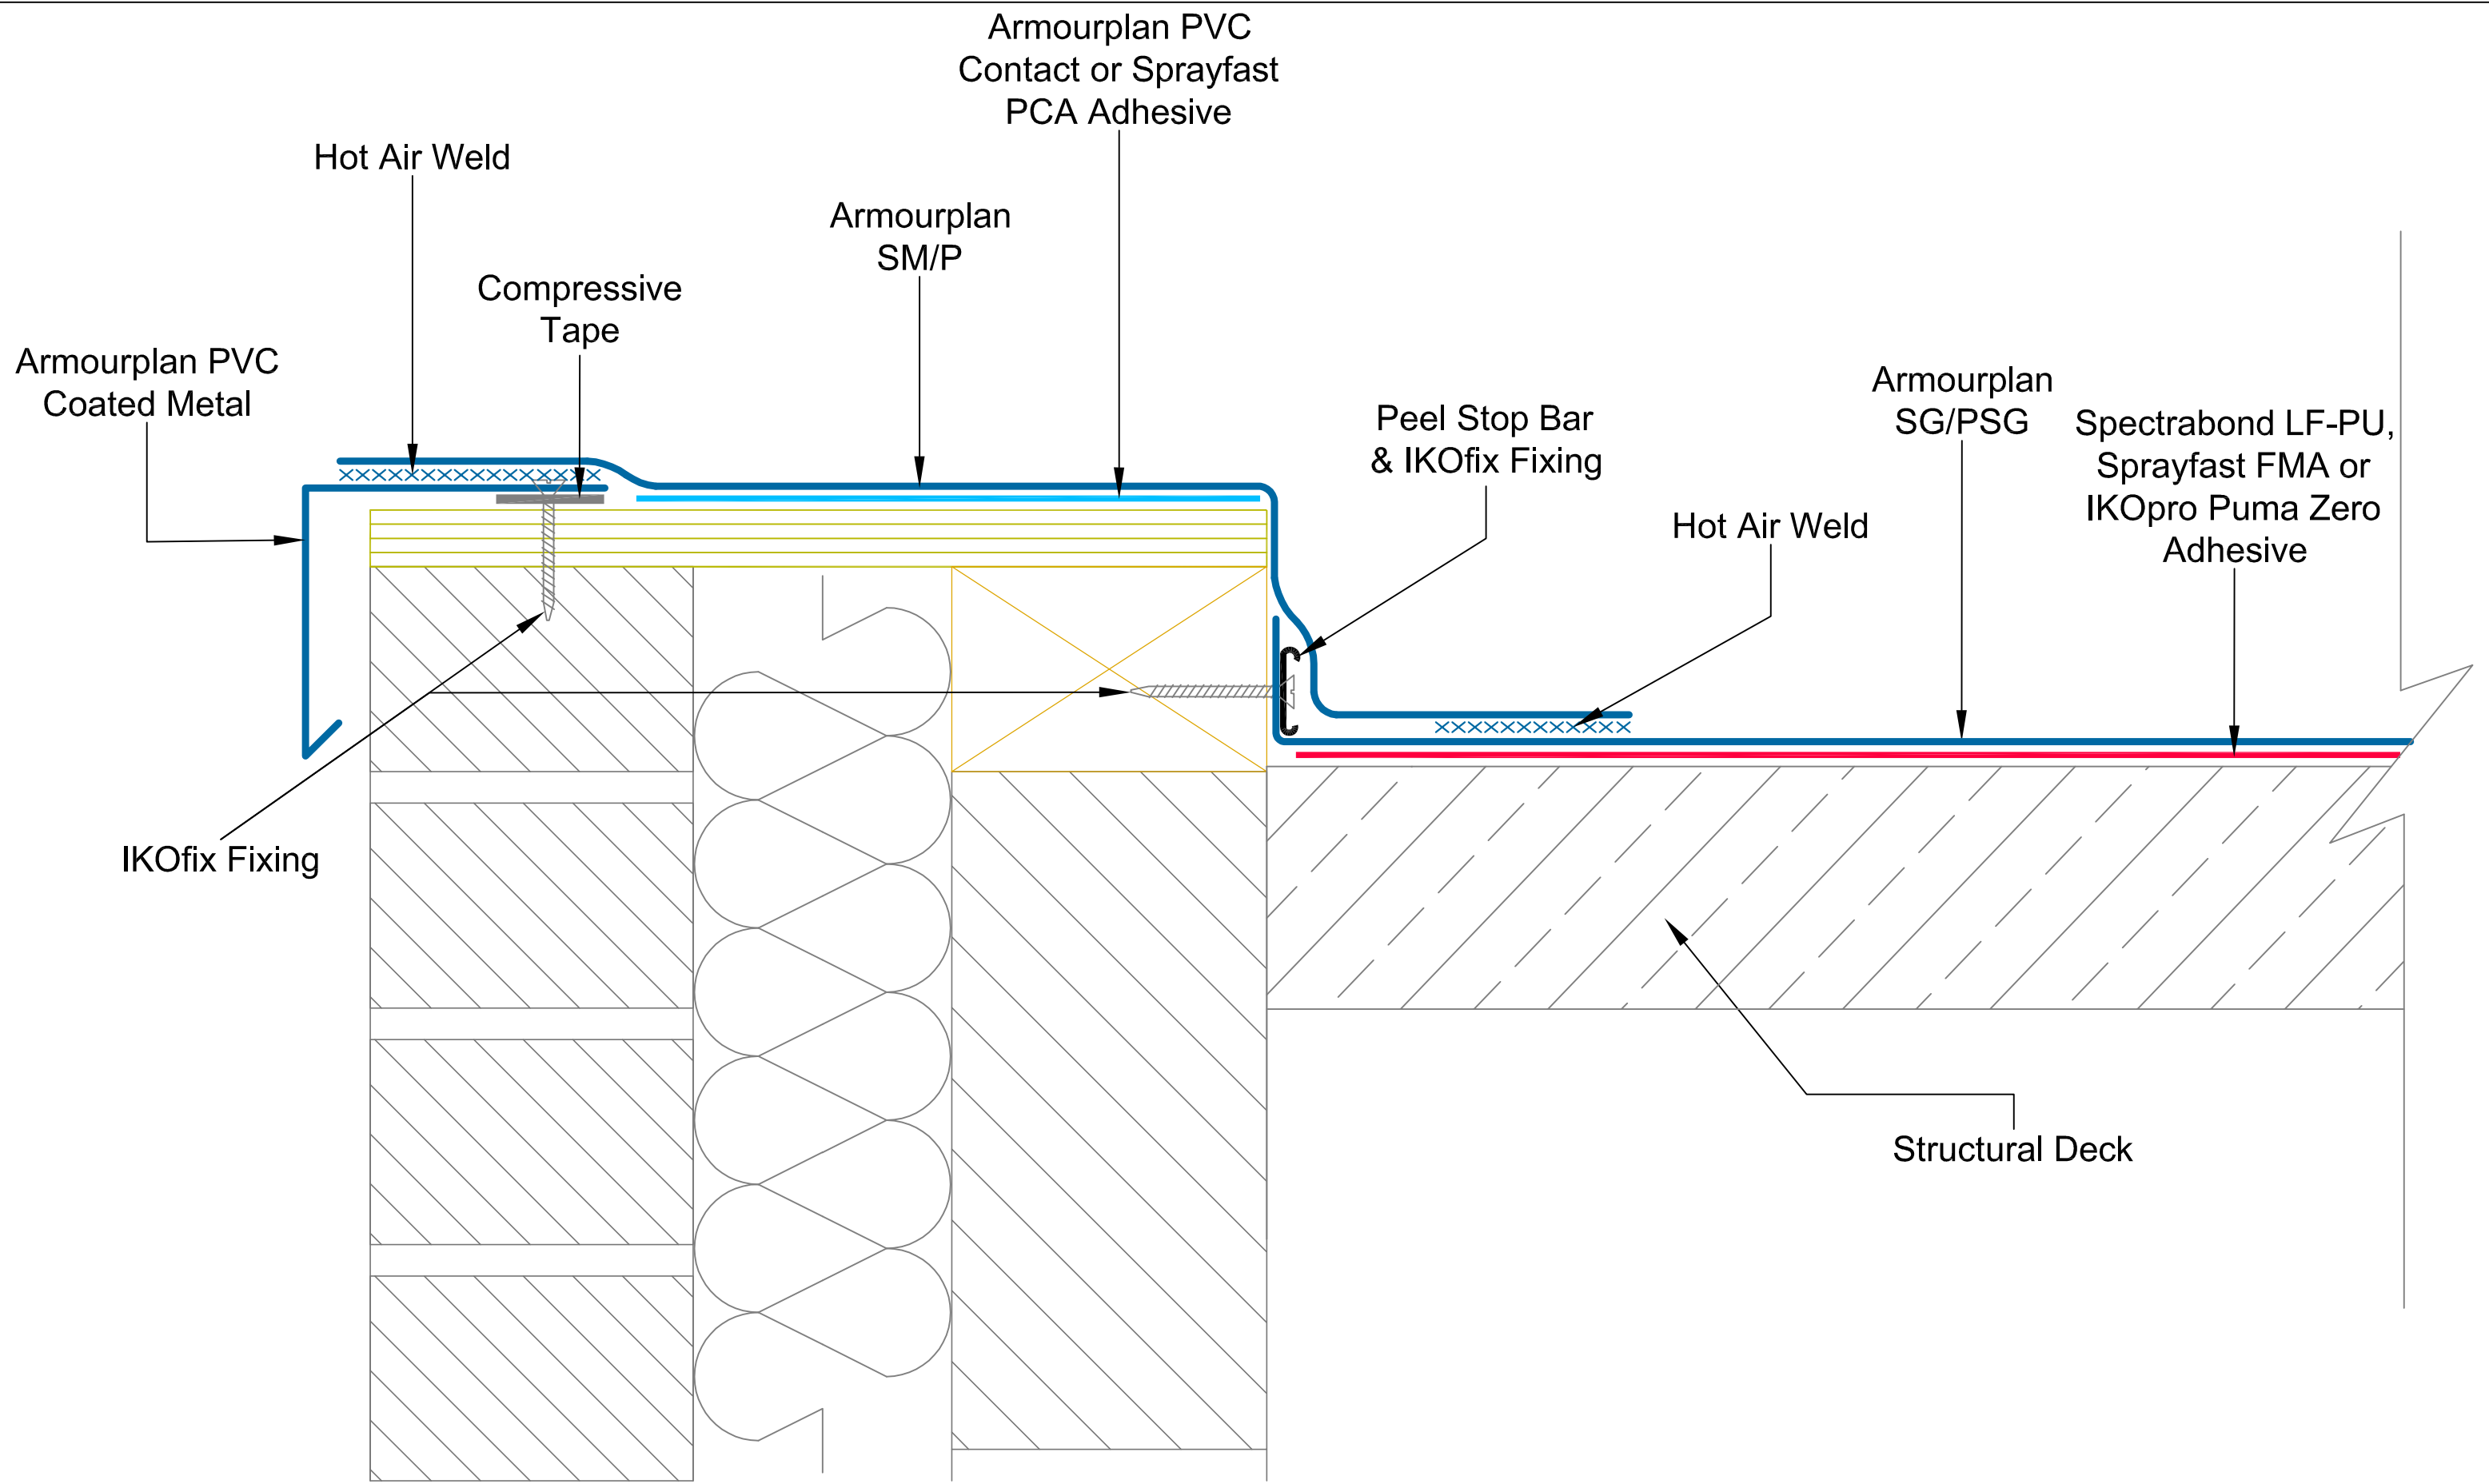 Armourplan PVC
Contact or Sprayfast
PCA Adhesive
Hot Air Weld
Armourplan
SM/P
Compressive
Tape
Armourplan PVC
Coated Metal
Peel Stop Bar
& IKOfix Fixing
Armourplan
SG/PSG
Spectrabond LF-PU,
Sprayfast FMA or
IKOpro Puma Zero
Adhesive
Hot Air Weld
IKOfix Fixing
Structural Deck